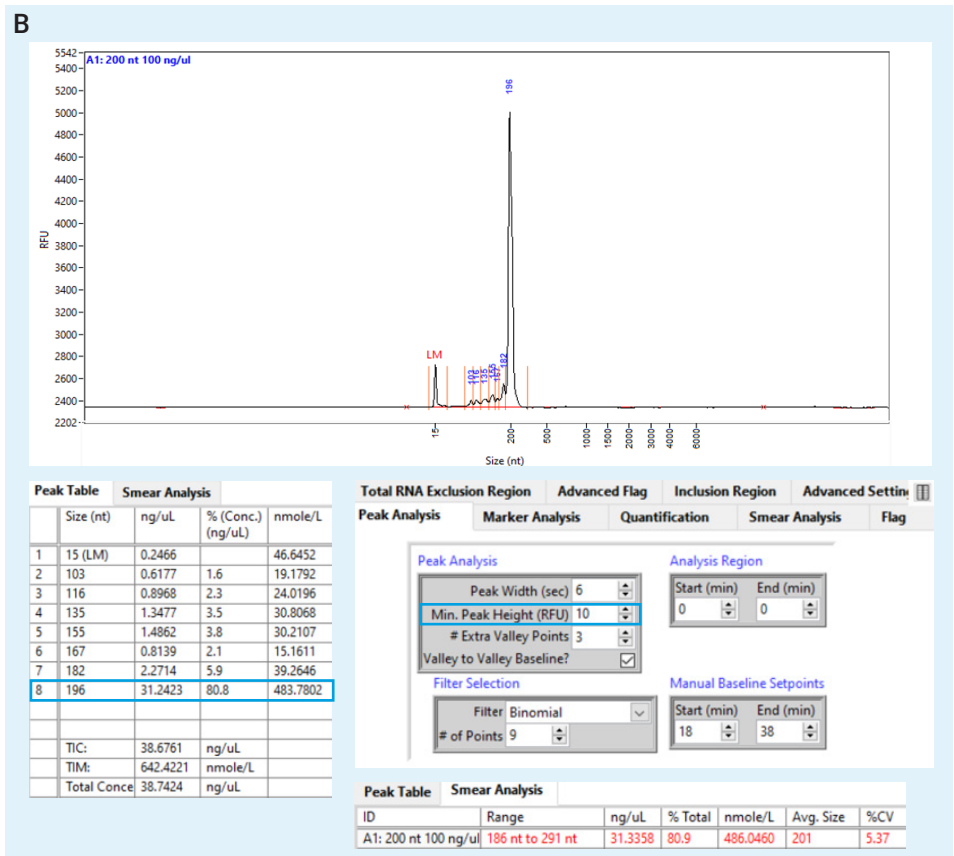 B
A1: 200 nt 100 ng/ul
5542
5400
5200
5000
4800
4600
4400
4200
4000
3800
3600
3400
3200
3000
2800
2600
2400
2202
RFU
LM
103
116
135
155
167
182
196
15
200
500
1000
1500
2000
3000
4000
6000
Size (nt)
Peak Table Smear Analysis
Size (nt) ng/uL % (Conc.) (ng/uL) nmole/L
1 15 (LM) 0.2466 46.6452
2 103 0.6177 1.6 19.1792
3 116 0.8968 2.3 24.0196
4 135 1.3477 3.5 30.8068
5 155 1.4862 3.8 30.2107
6 167 0.8139 2.1 15.1611
7 182 2.2714 5.9 39.2646
8 196 31.2423 80.8 483.7802
TIC: 38.6761 ng/uL
TIM: 642.4221 nmole/L
Total Conce 38.7424 ng/uL
Total RNA Exclusion Region Advanced Flag Inclusion Region Advanced Setting
Peak Analysis Marker Analysis Quantification Smear Analysis Flag
Peak Analysis
Peak Width (sec) 6
Min. Peak Height (RFU) 10
# Extra Valley Points 3
Valley to Valley Baseline?
Analysis Region
Start (min) End (min)
0 0
Filter Selection
Filter Binomial
# of Points 9
Manual Baseline Setpoints
Start (min) End (min)
18 38
Peak Table Smear Analysis
ID Range ng/uL % Total nmole/L Avg. Size %CV
A1: 200 nt 100 ng/ul 186 nt to 291 nt 31.3358 80.9 486.0460 201 5.37